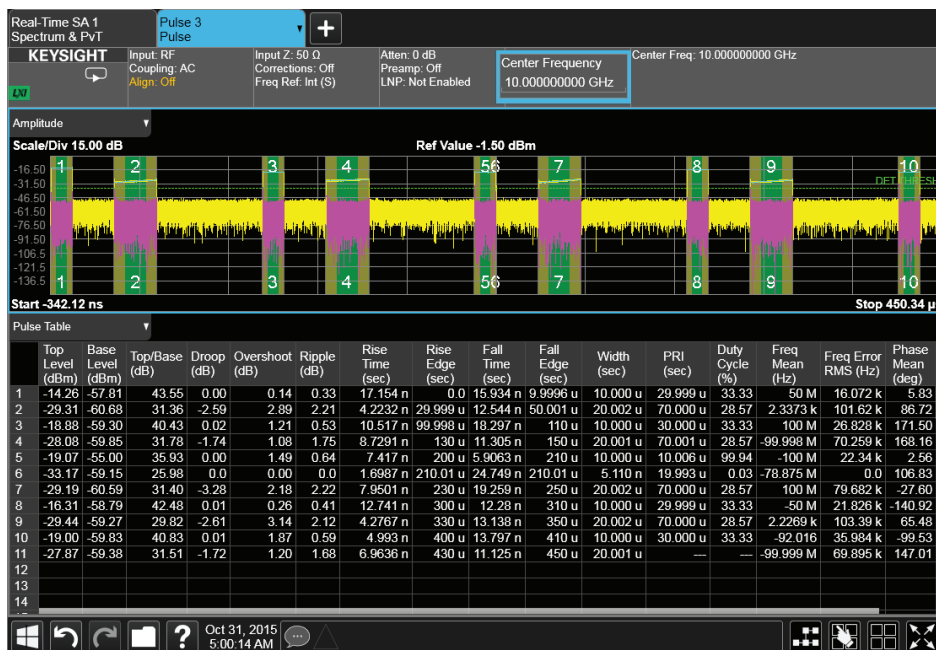 Real-Time SA 1
Spectrum & PvT
Pulse 3
Pulse
KEYSIGHT
LXI
Input: RF
Coupling: AC
Align: Off
Input Z: 50 Ω
Corrections: Off
Freq Ref: Int (S)
Atten: 0 dB
Preamp: Off
LNP: Not Enabled
Center Frequency
10.000000000 GHz
Center Freq: 10.000000000 GHz
Amplitude
Scale/Div 15.00 dB Ref Value -1.50 dBm
1 2 3 4 5 6 7 8 9 10
-16.50
-31.50
DET THRESH
-46.50
-61.50
-76.50
-91.50
-106.5
-121.5
-136.5
1 2 3 4 5 6 7 8 9 10
Start -342.12 ns Stop 450.34 µ
Pulse Table
Top Level (dBm) Base Level (dBm) Top/Base (dB) Droop (dB) Overshoot (dB) Ripple (dB) Rise Time (sec) Rise Edge (sec) Fall Time (sec) Fall Edge (sec) Width (sec) PRI (sec) Duty Cycle (%) Freq Mean (Hz) Freq Error RMS (Hz) Phase Mean (deg)
1 -14.26 -57.81 43.55 0.00 0.14 0.33 17.154 n 0.0 15.934 n 9.9996 u 10.000 u 29.999 u 33.33 50 M 16.072 k 5.83
2 -29.31 -60.68 31.36 -2.59 2.89 2.21 4.2232 n 29.999 u 12.544 n 50.001 u 20.002 u 70.000 u 28.57 2.3373 k 101.62 k 86.72
3 -18.88 -59.30 40.43 0.02 1.21 0.53 10.517 n 99.998 u 18.297 n 110 u 10.000 u 30.000 u 33.33 100 M 26.828 k 171.50
4 -28.08 -59.85 31.78 -1.74 1.08 1.75 8.7291 n 130 u 11.305 n 150 u 20.001 u 70.001 u 28.57 -99.998 M 70.259 k 168.16
5 -19.07 -55.00 35.93 0.00 1.49 0.64 7.417 n 200 u 5.9063 n 210 u 10.000 u 10.006 u 99.94 -100 M 22.34 k 2.56
6 -33.17 -59.15 25.98 0.0 0.00 0.0 1.6987 n 210.01 u 24.749 n 210.01 u 5.110 n 19.993 u 0.03 -78.875 M 0.0 106.83
7 -29.19 -60.59 31.40 -3.28 2.18 2.22 7.9501 n 230 u 19.259 n 250 u 20.002 u 70.000 u 28.57 100 M 79.682 k -27.60
8 -16.31 -58.79 42.48 0.01 0.26 0.41 12.741 n 300 u 12.28 n 310 u 10.000 u 29.999 u 33.33 -50 M 21.826 k -140.92
9 -29.44 -59.27 29.82 -2.61 3.14 2.12 4.2767 n 330 u 13.138 n 350 u 20.002 u 70.000 u 28.57 2.2269 k 103.39 k 65.48
10 -19.00 -59.83 40.83 0.01 1.87 0.59 4.993 n 400 u 13.797 n 410 u 10.000 u 30.000 u 33.33 -92.016 35.984 k -99.53
11 -27.87 -59.38 31.51 -1.72 1.20 1.68 6.9636 n 430 u 11.125 n 450 u 20.001 u --- --- -99.999 M 69.895 k 147.01
12
13
14
Oct 31, 2015
5:00:14 AM